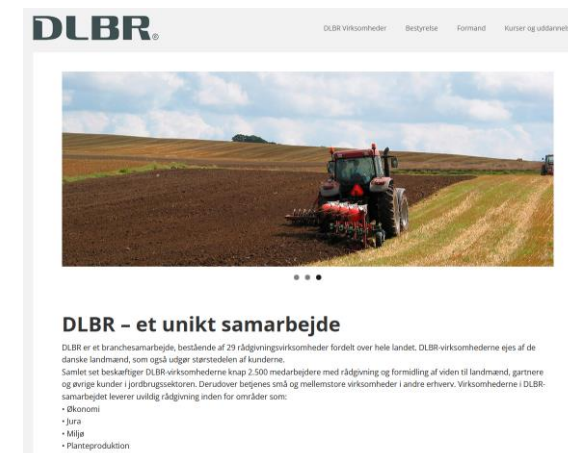 DLBR®
DLBR Virksomheder Bestyrelse Formand Kurser og uddannels
DLBR – et unikt samarbejde
DLBR er et branchesamarbejde, bestående af 29 rådgivningsvirksomheder fordelt over hele landet. DLBR-virksomhederne ejes af de
danske landmænd, som også udgør størstedelen af kunderne.
Samlet set beskæftiger DLBR-virksomhederne knap 2.500 medarbejdere med rådgivning og formidling af viden til landmænd, gartnere
og øvrige kunder i jordbrugssektoren. Derudover betjenes små og mellemstore virksomheder i andre erhverv. Virksomhederne i DLBR-
samarbejdet leverer uvildig rådgivning inden for områder som:
• Økonomi
• Jura
• Miljø
• Planteproduktion